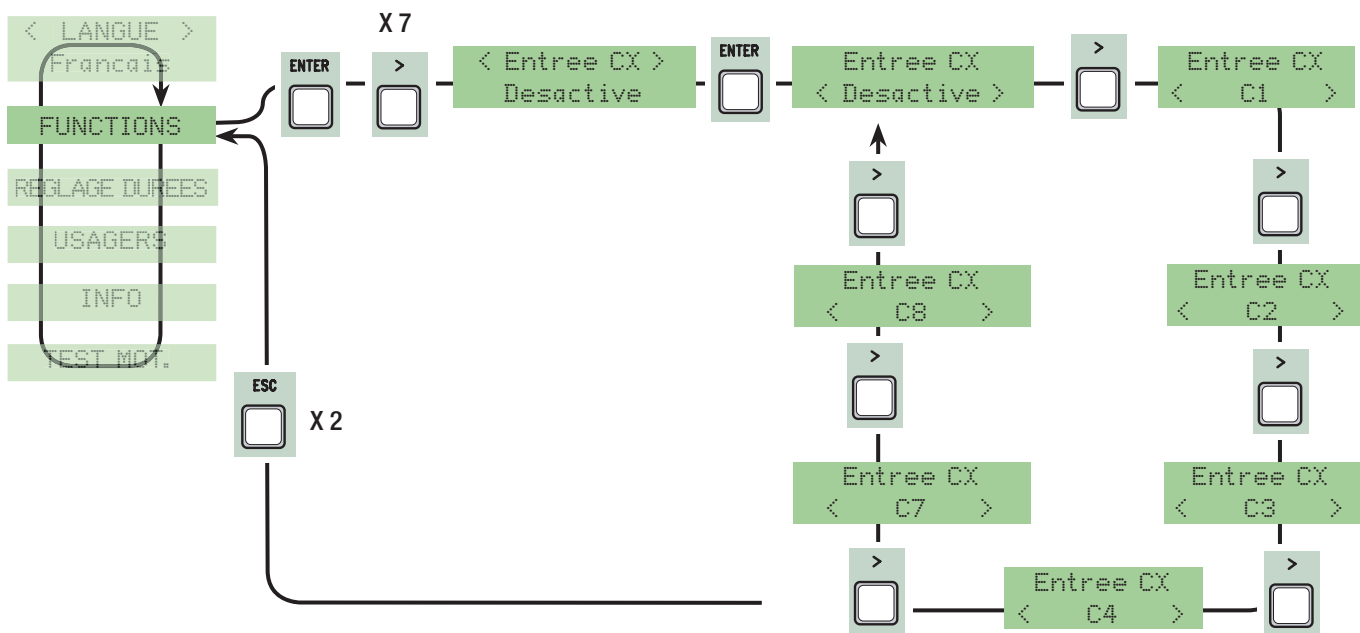 X 7
< LANGUE >
Francais
FUNCTIONS
REGLAGE DUREES
USAGERS
INFO
TEST MOT.
ENTER
>
< Entree CX >
Desactive
ENTER
Entree CX
< Desactive >
>
Entree CX
< C1 >
>
Entree CX
< C2 >
>
Entree CX
< C3 >
>
Entree CX
< C4 >
>
Entree CX
< C7 >
>
Entree CX
< C8 >
>
ESC
X 2